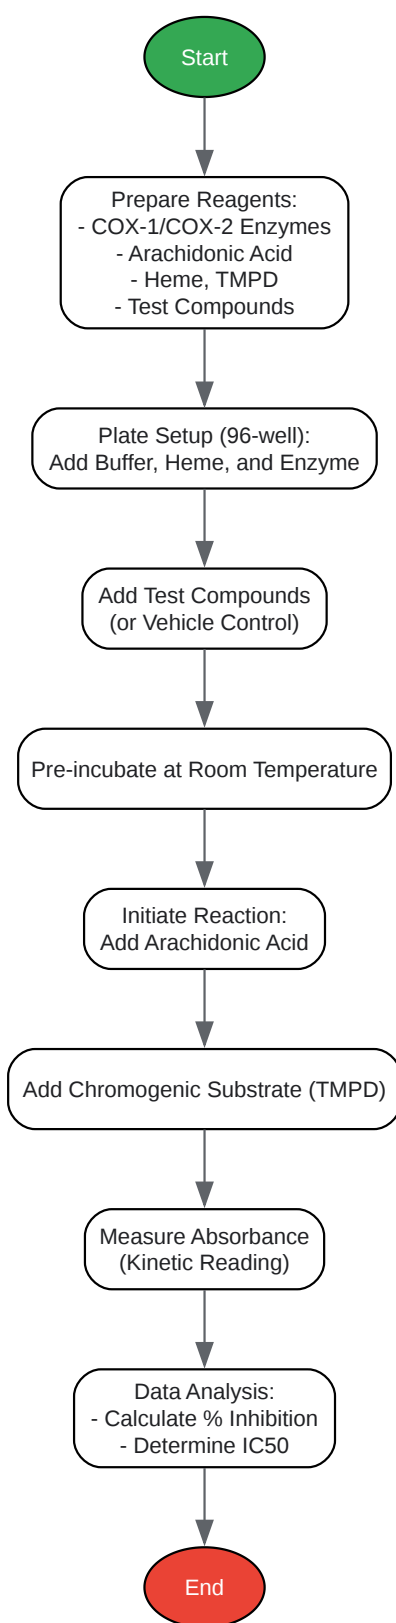 Start
Prepare Reagents:
- COX-1/COX-2 Enzymes
- Arachidonic Acid
- Heme, TMPD
- Test Compounds
Plate Setup (96-well):
Add Buffer, Heme, and Enzyme
Add Test Compounds
(or Vehicle Control)
Pre-incubate at Room Temperature
Initiate Reaction:
Add Arachidonic Acid
Add Chromogenic Substrate (TMPD)
Measure Absorbance
(Kinetic Reading)
Data Analysis:
- Calculate % Inhibition
- Determine IC50
End